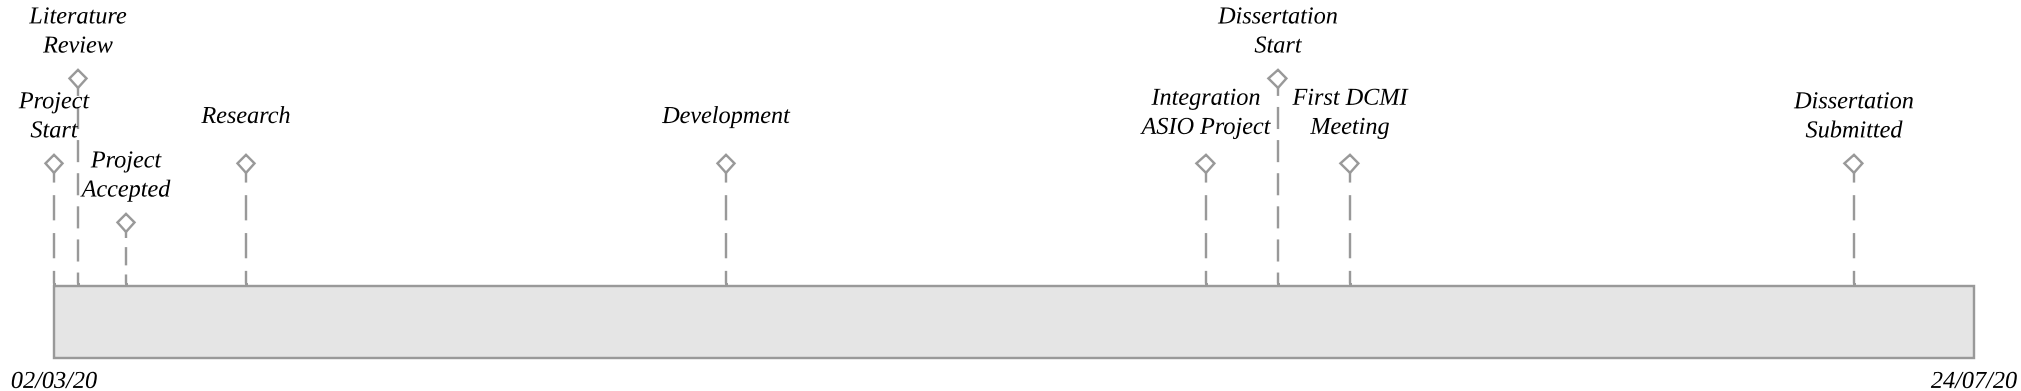 Literature
Review
Project
Start
Project
Accepted
Research
Development
Integration
ASIO Project
Dissertation
Start
First DCMI
Meeting
Dissertation
Submitted
02/03/20
24/07/20